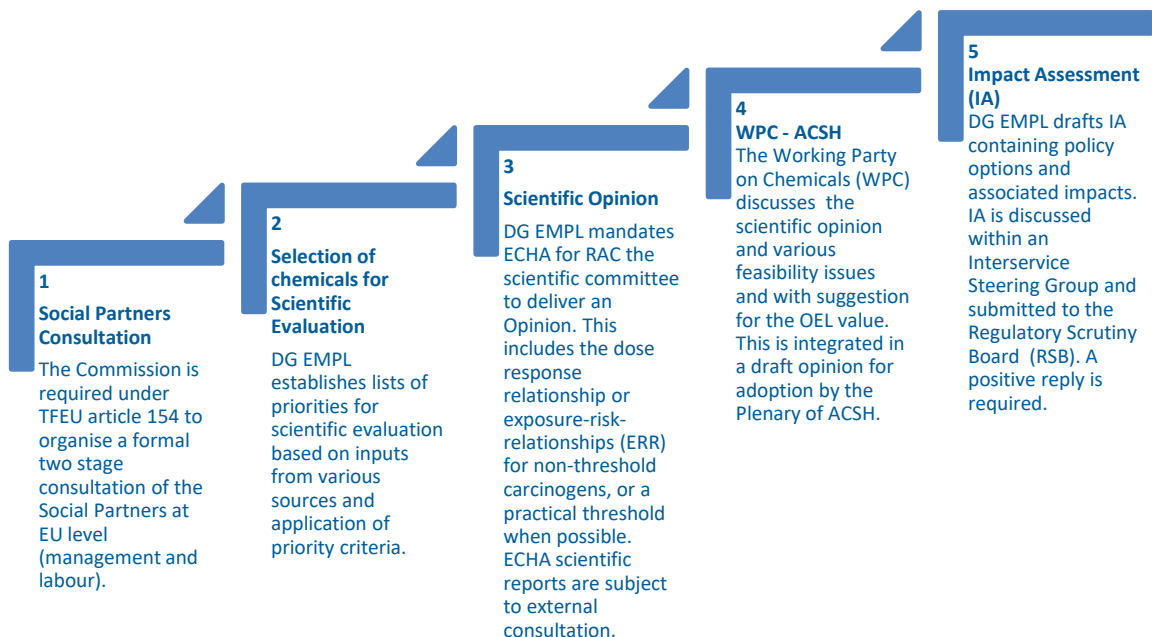 1
Social Partners
Consultation
The Commission is
required under
TFEU article 154 to
organise a formal
two stage
consultation of the
Social Partners at
EU level
(management and
labour).
2
Selection of
chemicals for
Scientific
Evaluation
DG EMPL
establishes lists of
priorities for
scientific evaluation
based on inputs
from various
sources and
application of
priority criteria.
3
Scientific Opinion
DG EMPL mandates
ECHA for RAC the
scientific committee
to deliver an
Opinion. This
includes the dose
response
relationship or
exposure-risk-
relationships (ERR)
for non-threshold
carcinogens, or a
practical threshold
when possible.
ECHA scientific
reports are subject
to external
consultation.
4
WPC - ACSH
The Working Party
on Chemicals (WPC)
discusses the
scientific opinion
and various
feasibility issues
and with suggestion
for the OEL value.
This is integrated in
a draft opinion for
adoption by the
Plenary of ACSH.
5
Impact Assessment
(IA)
DG EMPL drafts IA
containing policy
options and
associated impacts.
IA is discussed
within an
Interservice
Steering Group and
submitted to the
Regulatory Scrutiny
Board (RSB). A
positive reply is
required.